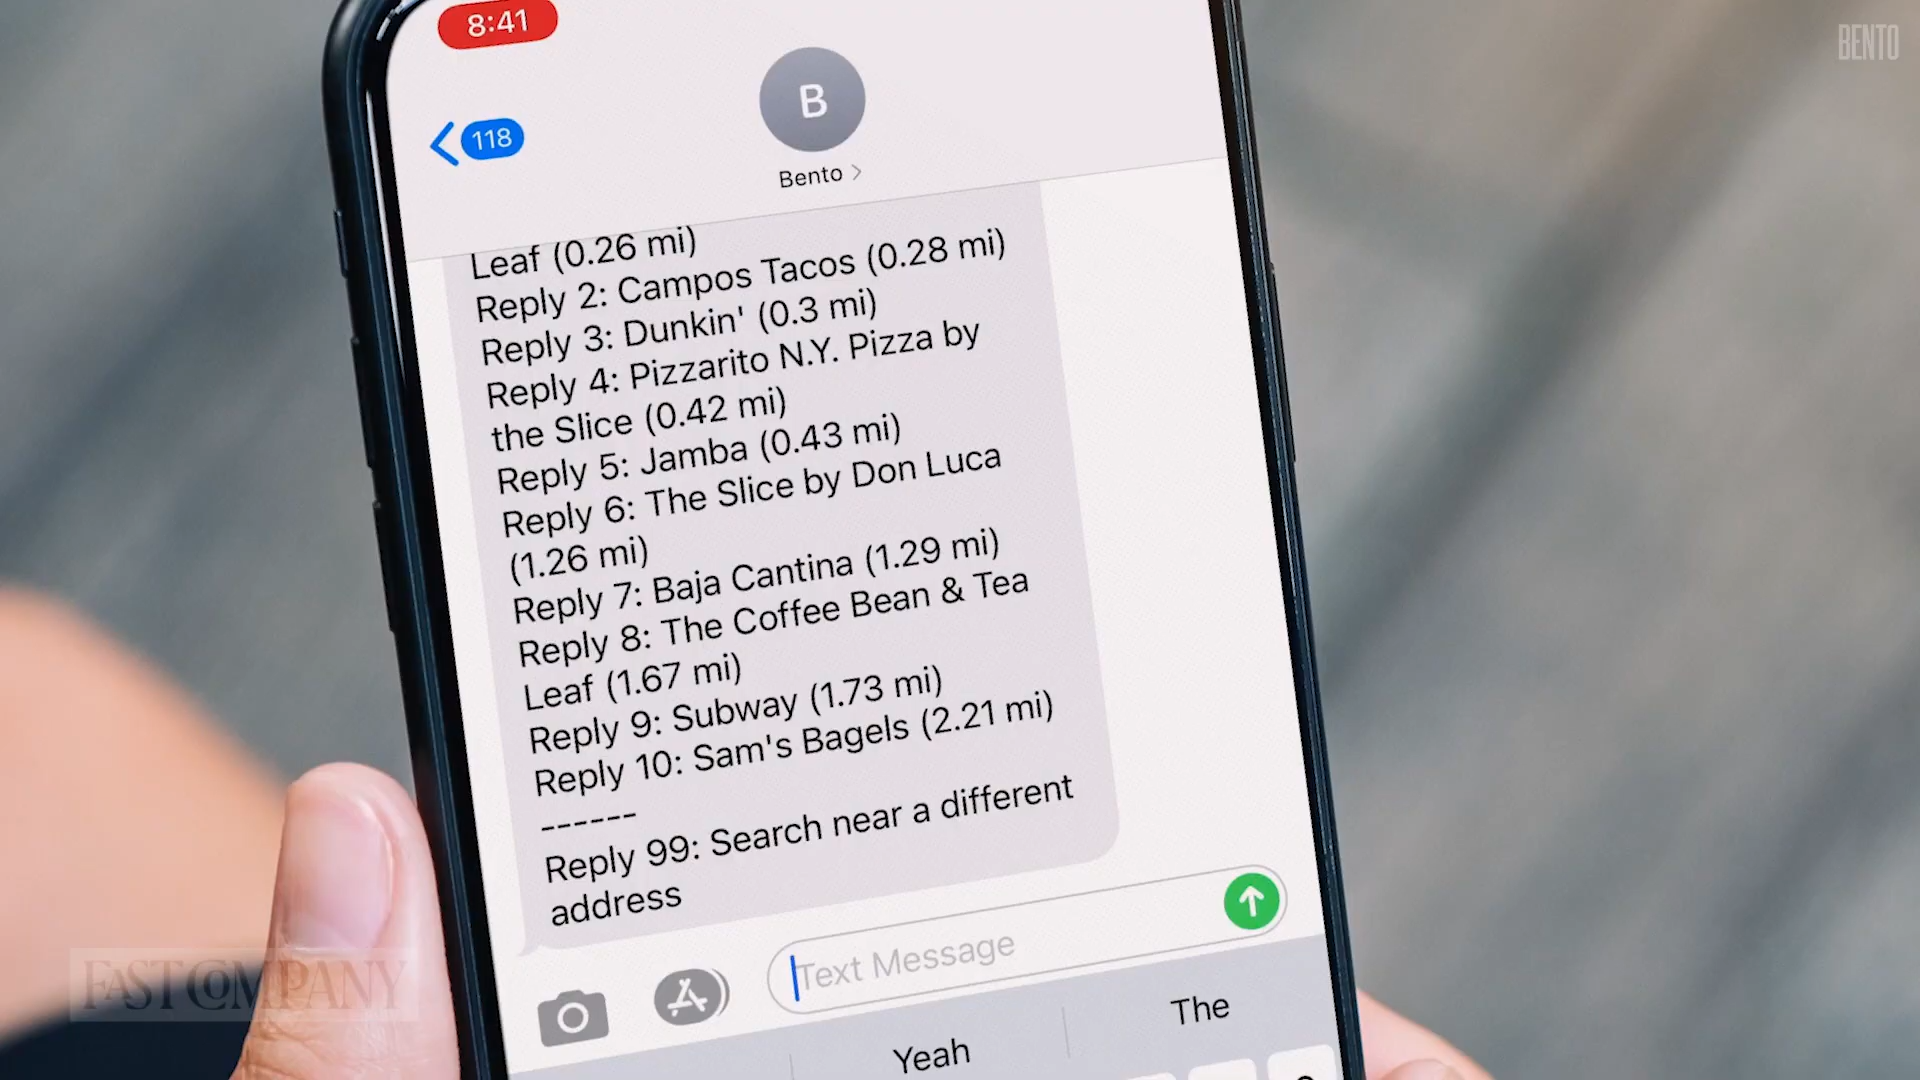 8:41
BENTO
118
B
Bento
Leaf (0.26 mi)
Reply 2: Campos Tacos (0.28 mi)
Reply 3: Dunkin' (0.3 mi)
Reply 4: Pizzarito N.Y. Pizza by
the Slice (0.42 mi)
Reply 5: Jamba (0.43 mi)
Reply 6: The Slice by Don Luca
(1.26 mi)
Reply 7: Baja Cantina (1.29 mi)
Reply 8: The Coffee Bean & Tea
Leaf (1.67 mi)
Reply 9: Subway (1.73 mi)
Reply 10: Sam's Bagels (2.21 mi)
------
Reply 99: Search near a different
address
Text Message
FAST COMPANY
Yeah
The